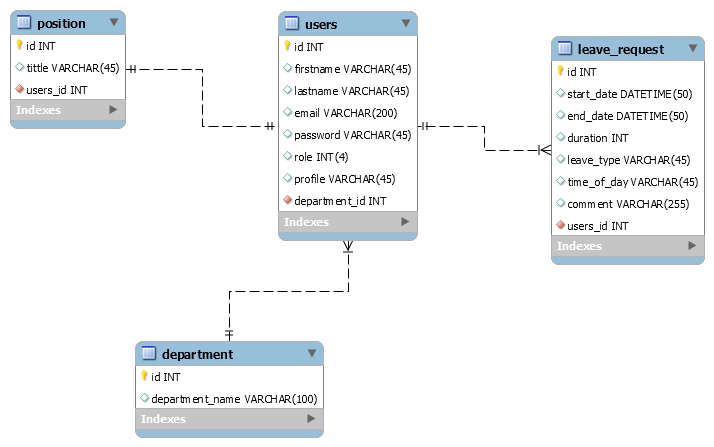 position
id INT
tittle VARCHAR(45)
users_id INT
Indexes
users
id INT
firstname VARCHAR(45)
lastname VARCHAR(45)
email VARCHAR(200)
password VARCHAR(45)
role INT(4)
profile VARCHAR(45)
department_id INT
Indexes
leave_request
id INT
start_date DATETIME(50)
end_date DATETIME(50)
duration INT
leave_type VARCHAR(45)
time_of_day VARCHAR(45)
comment VARCHAR(255)
users_id INT
Indexes
department
id INT
department_name VARCHAR(100)
Indexes